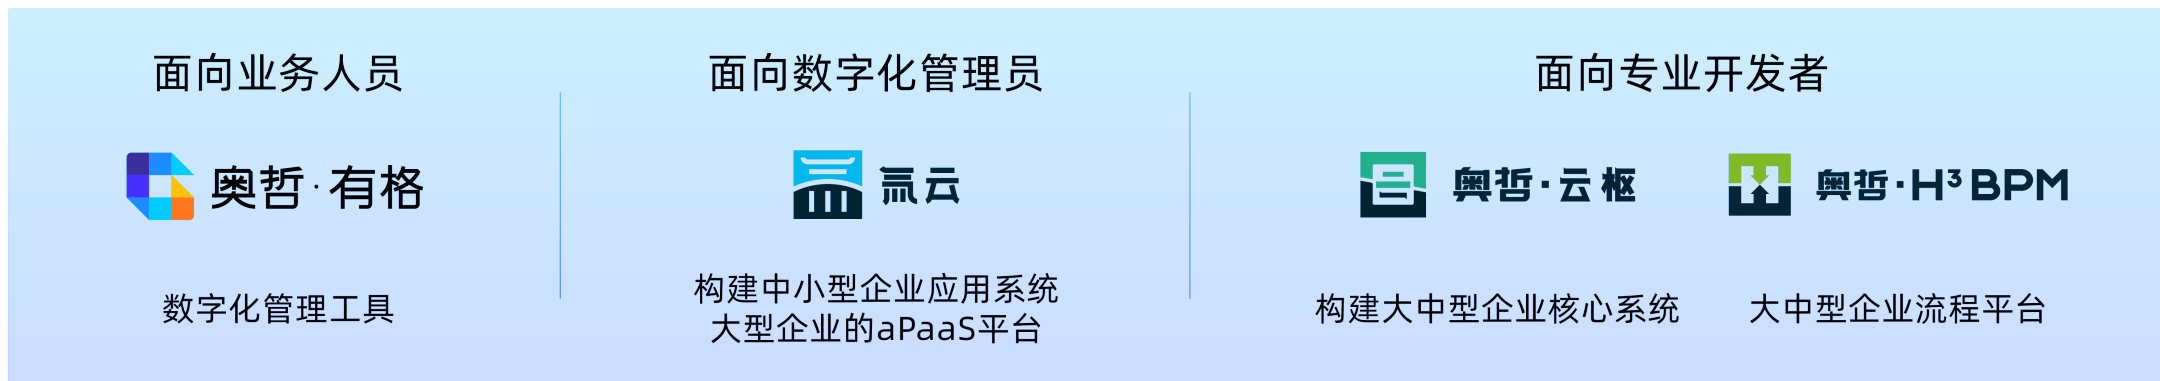 面向业务人员
奥哲·有格
数字化管理工具
面向数字化管理员
氚云
构建中小型企业应用系统
大型企业的aPaaS平台
面向专业开发者
奥哲·云枢
构建大中型企业核心系统
奥哲·H³ BPM
大中型企业流程平台